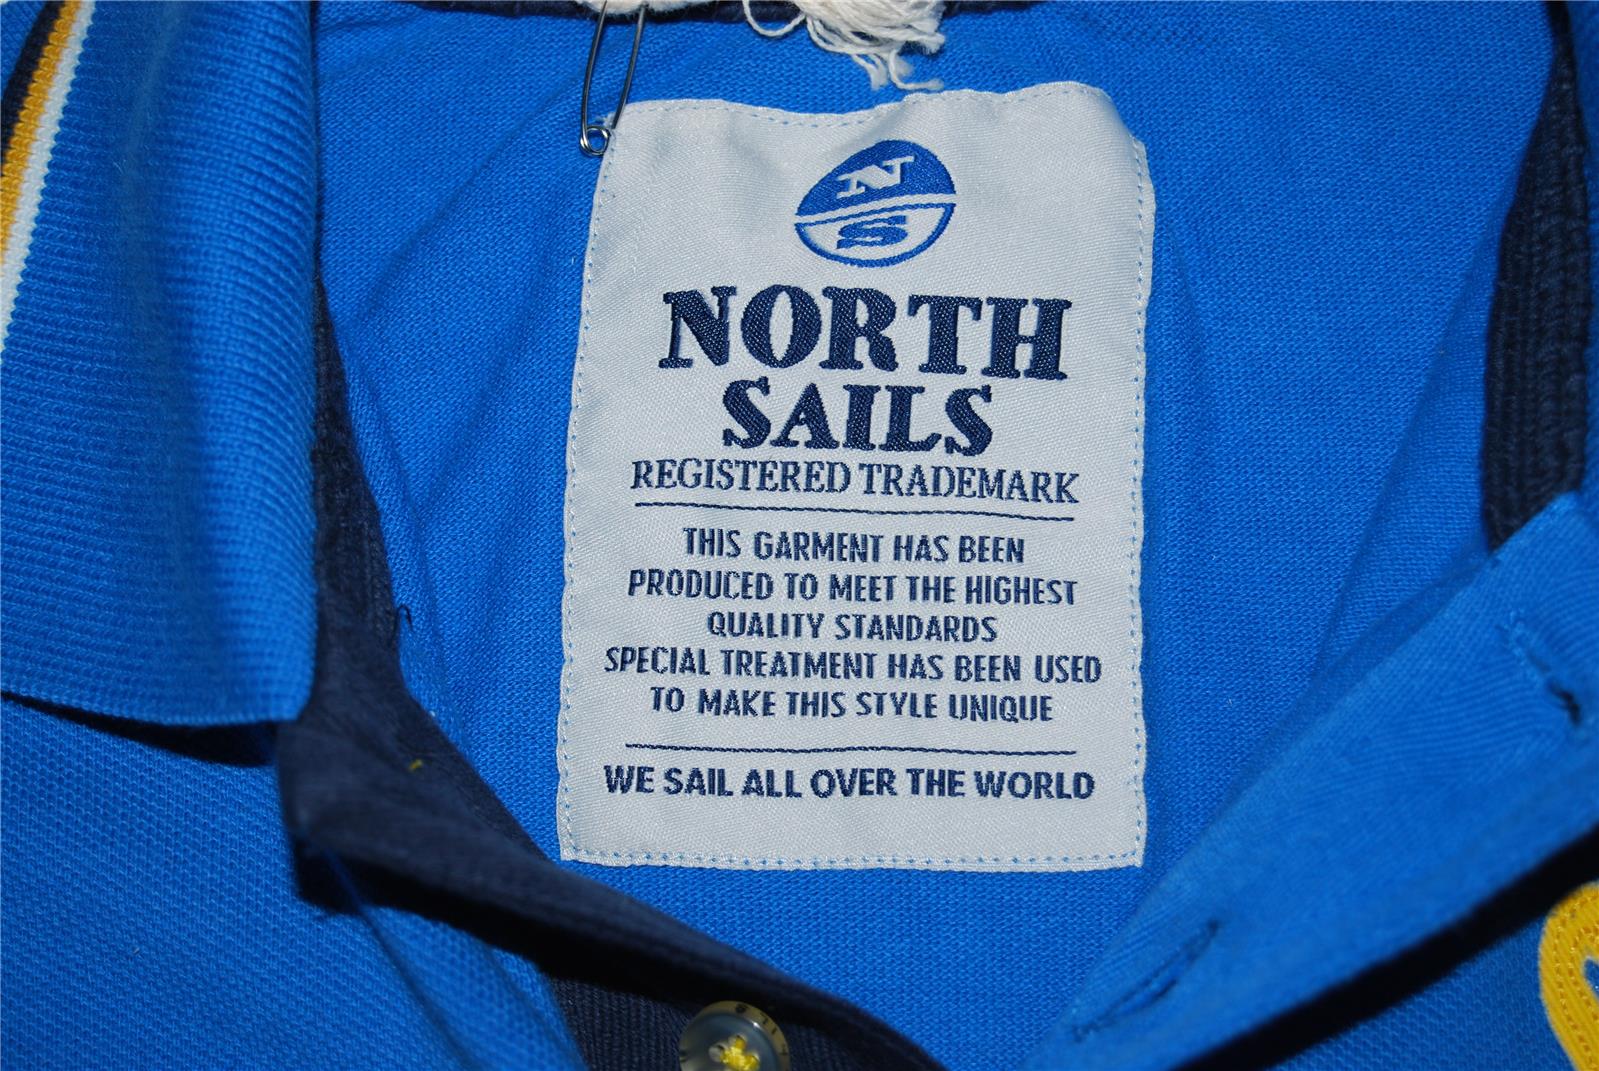 N
S
NORTH
SAILS
REGISTERED TRADEMARK
THIS GARMENT HAS BEEN
PRODUCED TO MEET THE HIGHEST
QUALITY STANDARDS
SPECIAL TREATMENT HAS BEEN USED
TO MAKE THIS STYLE UNIQUE
WE SAIL ALL OVER THE WORLD